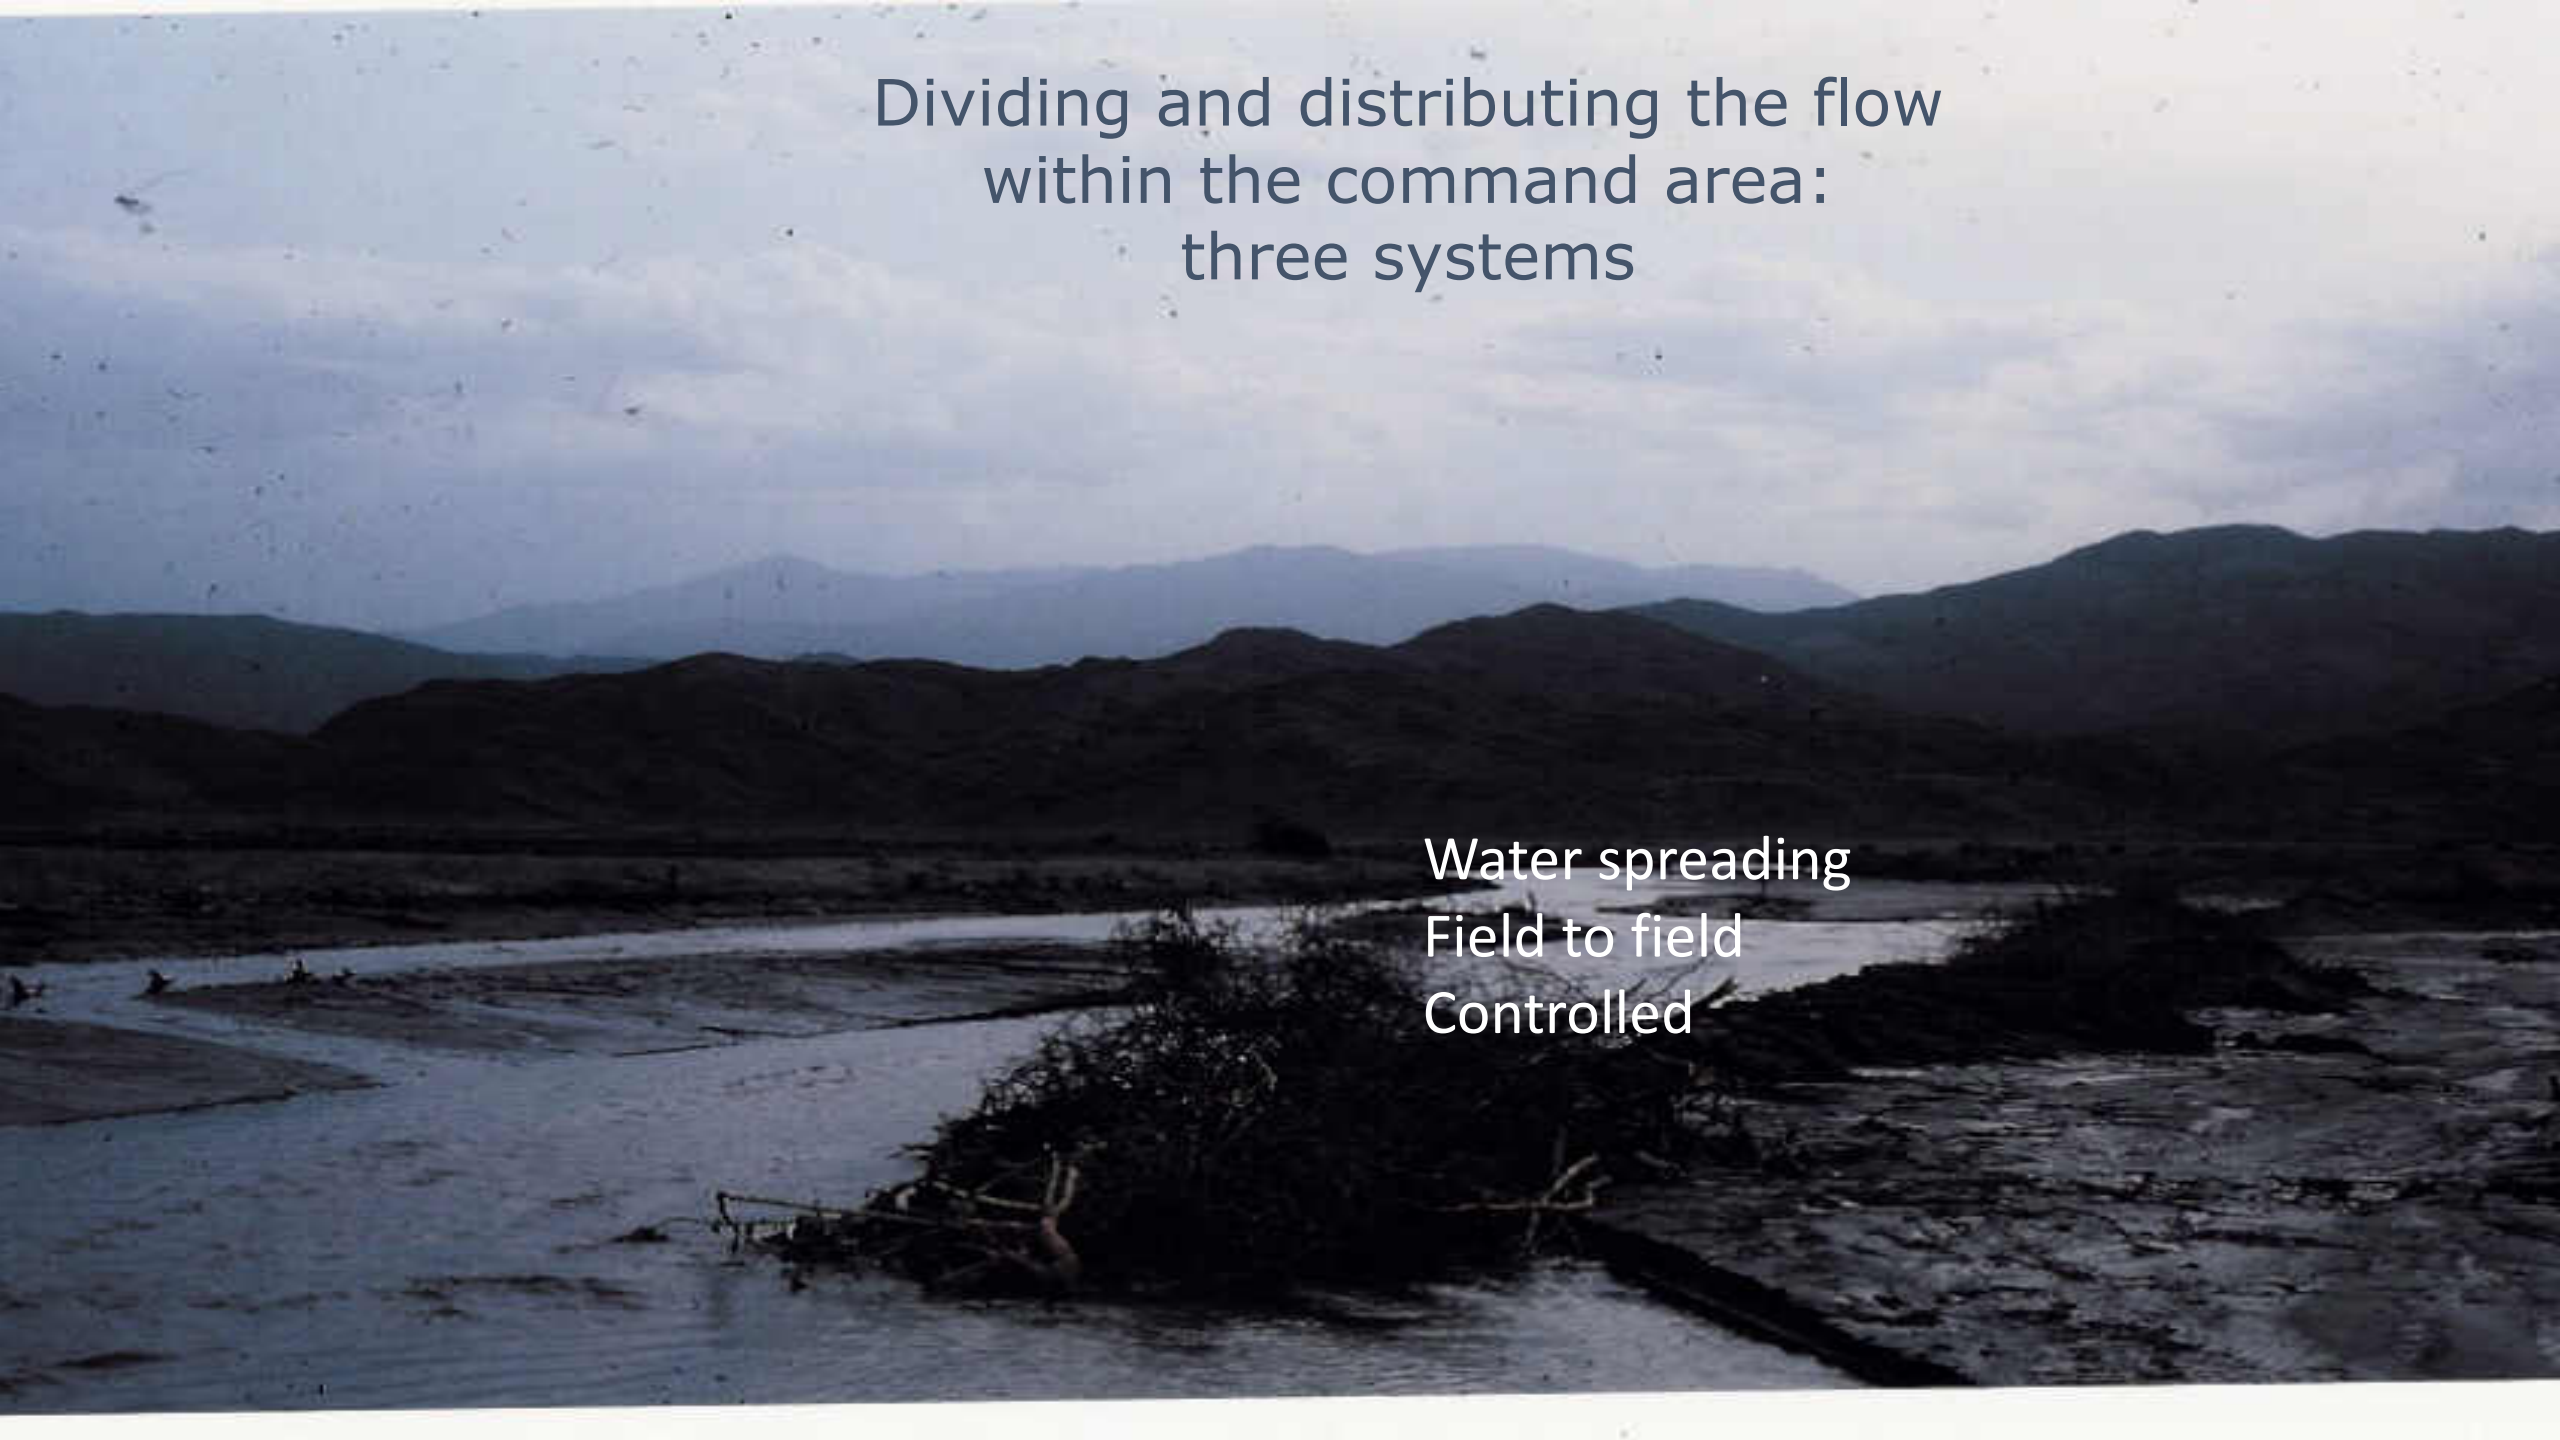 Dividing and distributing the flow
within the command area:
three systems
Water spreading
Field to field
Controlled